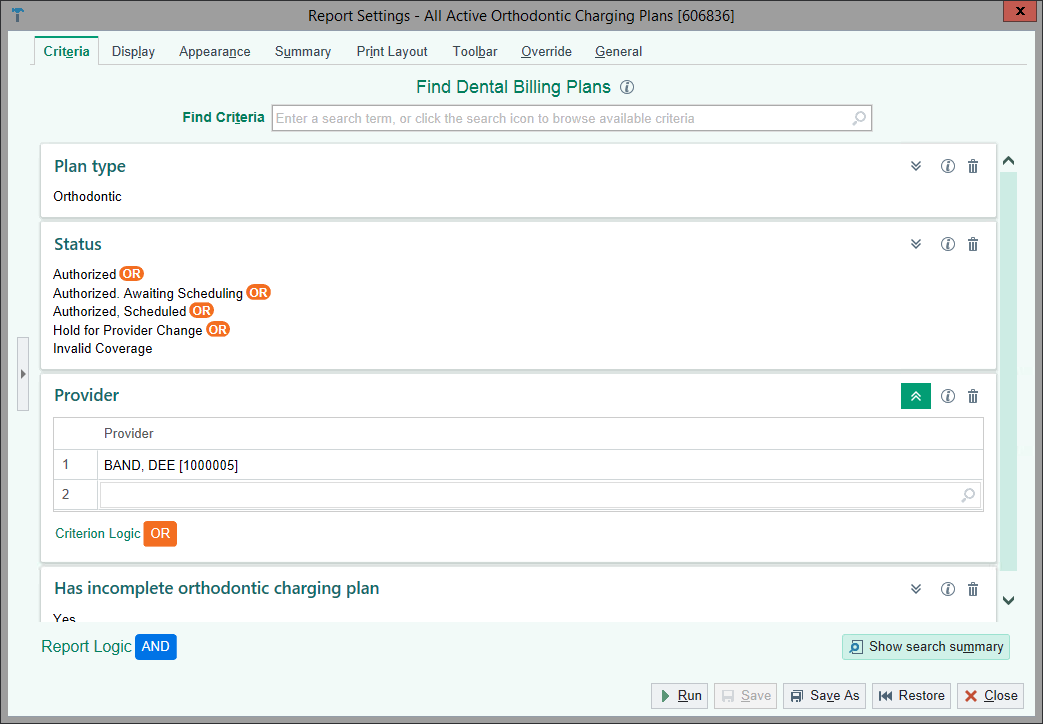 Report Settings - All Active Orthodontic Charging Plans [606836]
x
Criteria Display Appearance Summary Print Layout Toolbar Override General
Find Dental Billing Plans
Find Criteria Enter a search term, or click the search icon to browse available criteria
Plan type
Orthodontic
Status
Authorized OR
Authorized. Awaiting Scheduling OR
Authorized, Scheduled OR
Hold for Provider Change OR
Invalid Coverage
Provider
Provider
1 BAND, DEE [1000005]
2
Criterion Logic OR
Has incomplete orthodontic charging plan
Yes
Report Logic AND
Show search summary
Run Save Save As Restore Close